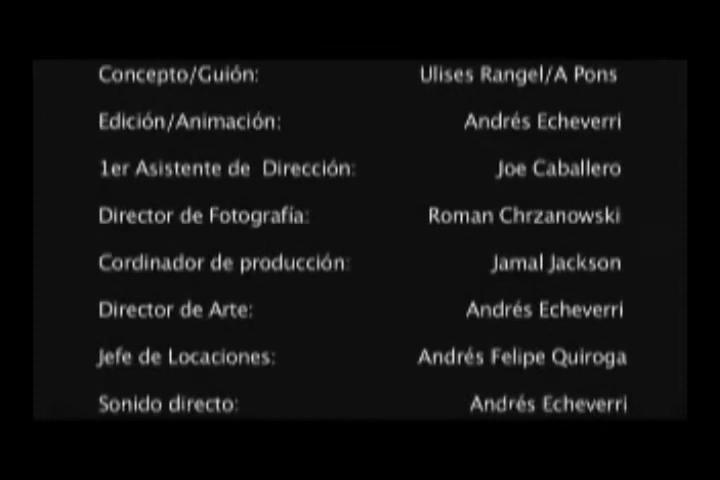 Concepto/Guión: Ulises Rangel/A Pons
Edición/Animación: Andrés Echeverri
1er Asistente de Dirección: Joe Caballero
Director de Fotografía: Roman Chrzanowski
Cordinador de producción: Jamal Jackson
Director de Arte: Andrés Echeverri
Jefe de Locaciones: Andrés Felipe Quiroga
Sonido directo: Andrés Echeverri